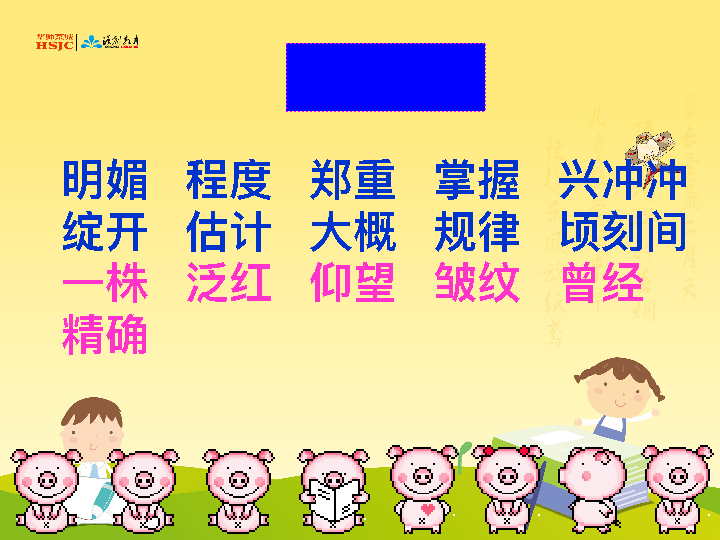 华师京城
HSJC
明媚 程度 郑重 掌握 兴冲冲
绽开 估计 大概 规律 顷刻间
一株 泛红 仰望 皱纹 曾经
精确